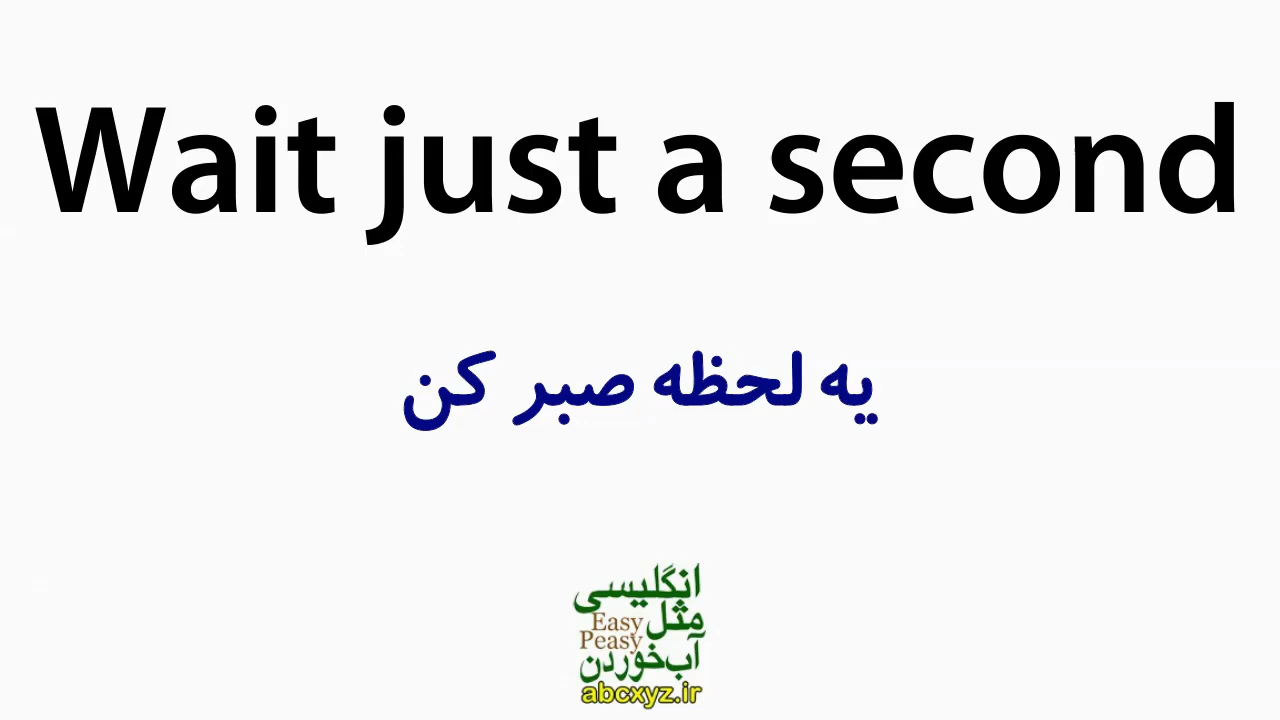 Wait just a second
یه لحظه صبر کن
انگلیسی
مثل Easy
Peasy
آب‌خوردن
abcxyz.ir